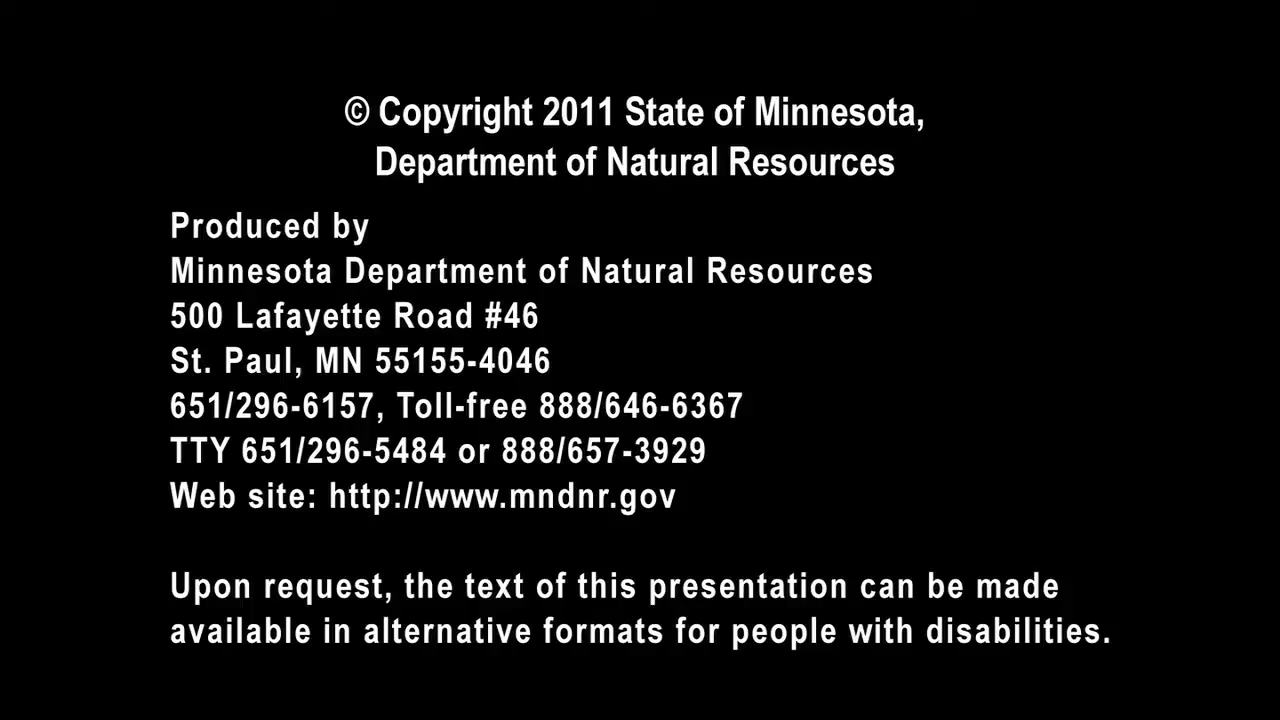 © Copyright 2011 State of Minnesota,
Department of Natural Resources
Produced by
Minnesota Department of Natural Resources
500 Lafayette Road #46
St. Paul, MN 55155-4046
651/296-6157, Toll-free 888/646-6367
TTY 651/296-5484 or 888/657-3929
Web site: http://www.mndnr.gov
Upon request, the text of this presentation can be made
available in alternative formats for people with disabilities.